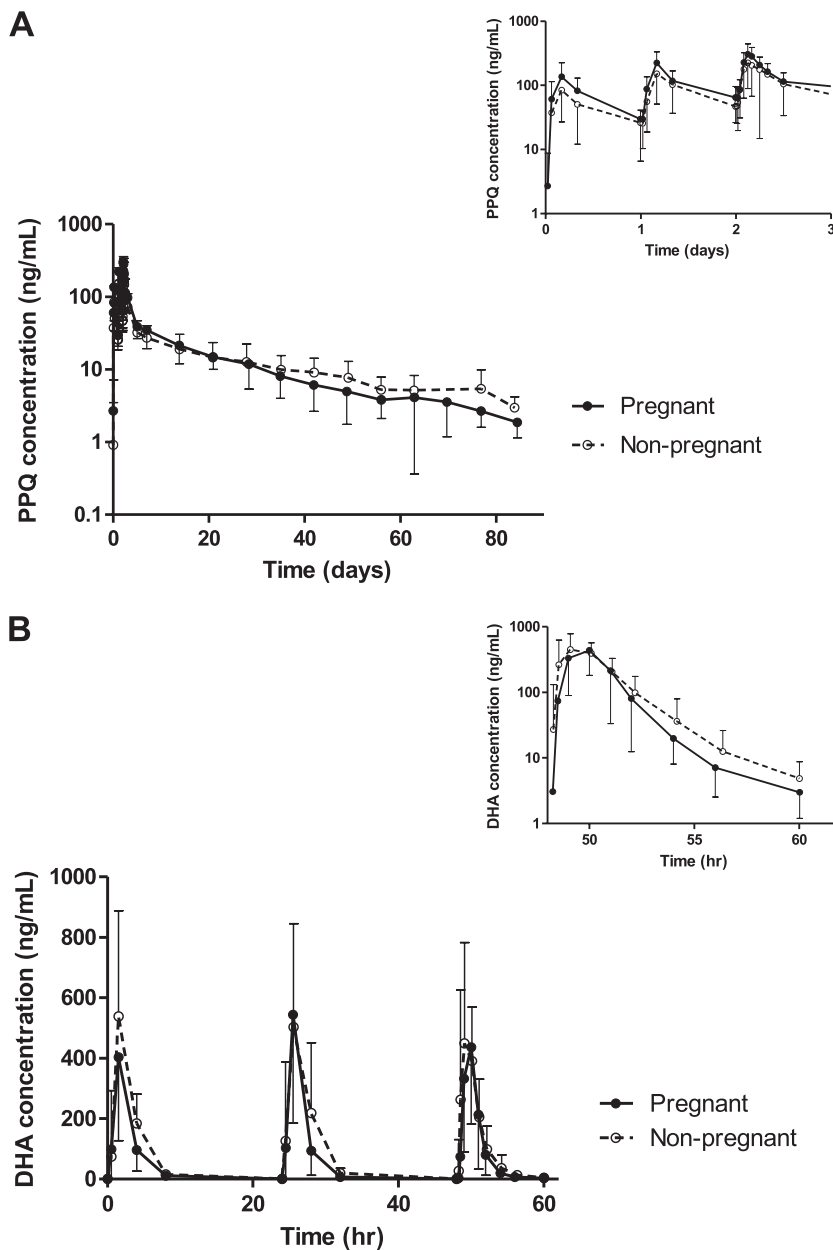 A
PPQ concentration (ng/mL)
1000
100
10
1
0 1 2 3
Time (days)
PPQ concentration (ng/mL)
1000
100
10
1
0.1
0 20 40 60 80
Time (days)
Pregnant
Non-pregnant
B
DHA concentration (ng/mL)
1000
100
10
1
50 55 60
Time (hr)
DHA concentration (ng/mL)
1000
800
600
400
200
0
0 20 40 60
Time (hr)
Pregnant
Non-pregnant